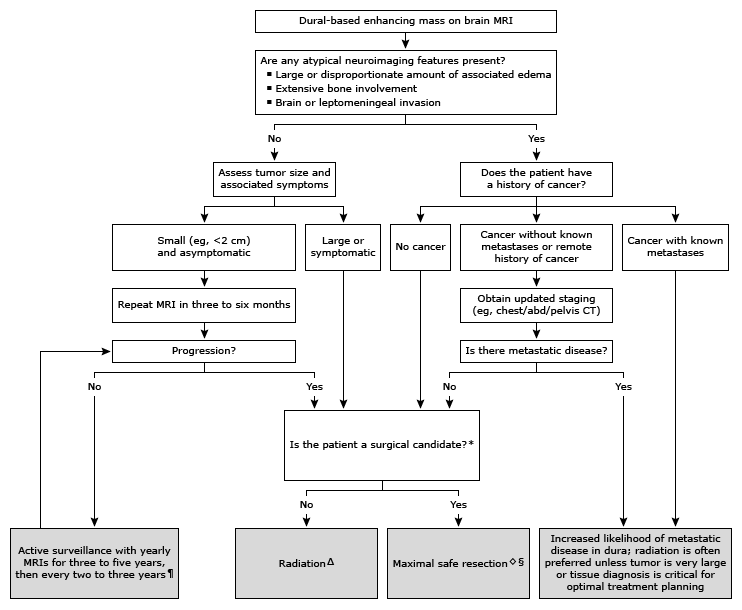 Dural-based enhancing mass on brain MRI
Are any atypical neuroimaging features present?
▪ Large or disproportionate amount of associated edema
▪ Extensive bone involvement
▪ Brain or leptomeningeal invasion
No
Yes
Assess tumor size and
associated symptoms
Does the patient have
a history of cancer?
Small (eg, <2 cm)
and asymptomatic
Large or
symptomatic
No cancer
Cancer without known
metastases or remote
history of cancer
Cancer with known
metastases
Repeat MRI in three to six months
Obtain updated staging
(eg, chest/abd/pelvis CT)
Progression?
Is there metastatic disease?
No
Yes
No
Yes
Is the patient a surgical candidate?*
No
Yes
Active surveillance with yearly
MRIs for three to five years,
then every two to three years¶
RadiationΔ
Maximal safe resection◇§
Increased likelihood of metastatic
disease in dura; radiation is often
preferred unless tumor is very large
or tissue diagnosis is critical for
optimal treatment planning